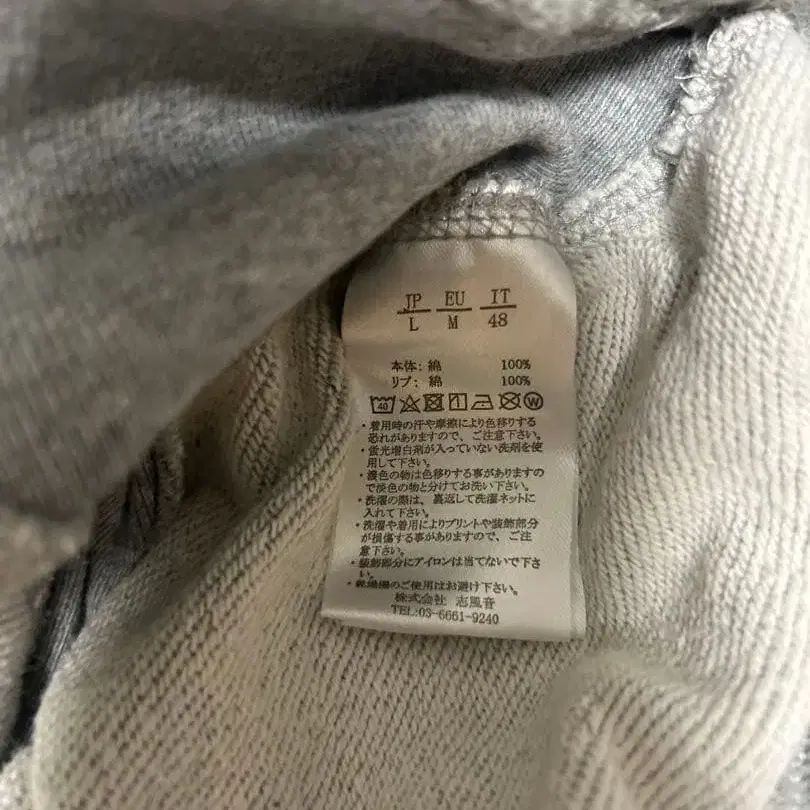 JP EU IT
L M 48
本体: 綿 100%
リブ: 綿 100%
40 W
・着用時の汗や摩擦により色移りする
恐れがありますので、ご注意下さい。
・蛍光増白剤が入っていない洗剤を使
用して下さい。
・濃色の物は色移りする事がありますの
で淡色の物と分けてお洗い下さい。
・洗濯の際は、裏返して洗濯ネットに
入れて下さい。
・洗濯や着用によりプリントや装飾部分
が損傷する事がありますので、ご注
意下さい。
・装飾部分にアイロンは当てないで下さ
い。
・乾燥機のご使用はお避け下さい。
株式会社 志風音
TEL:03-6661-9240